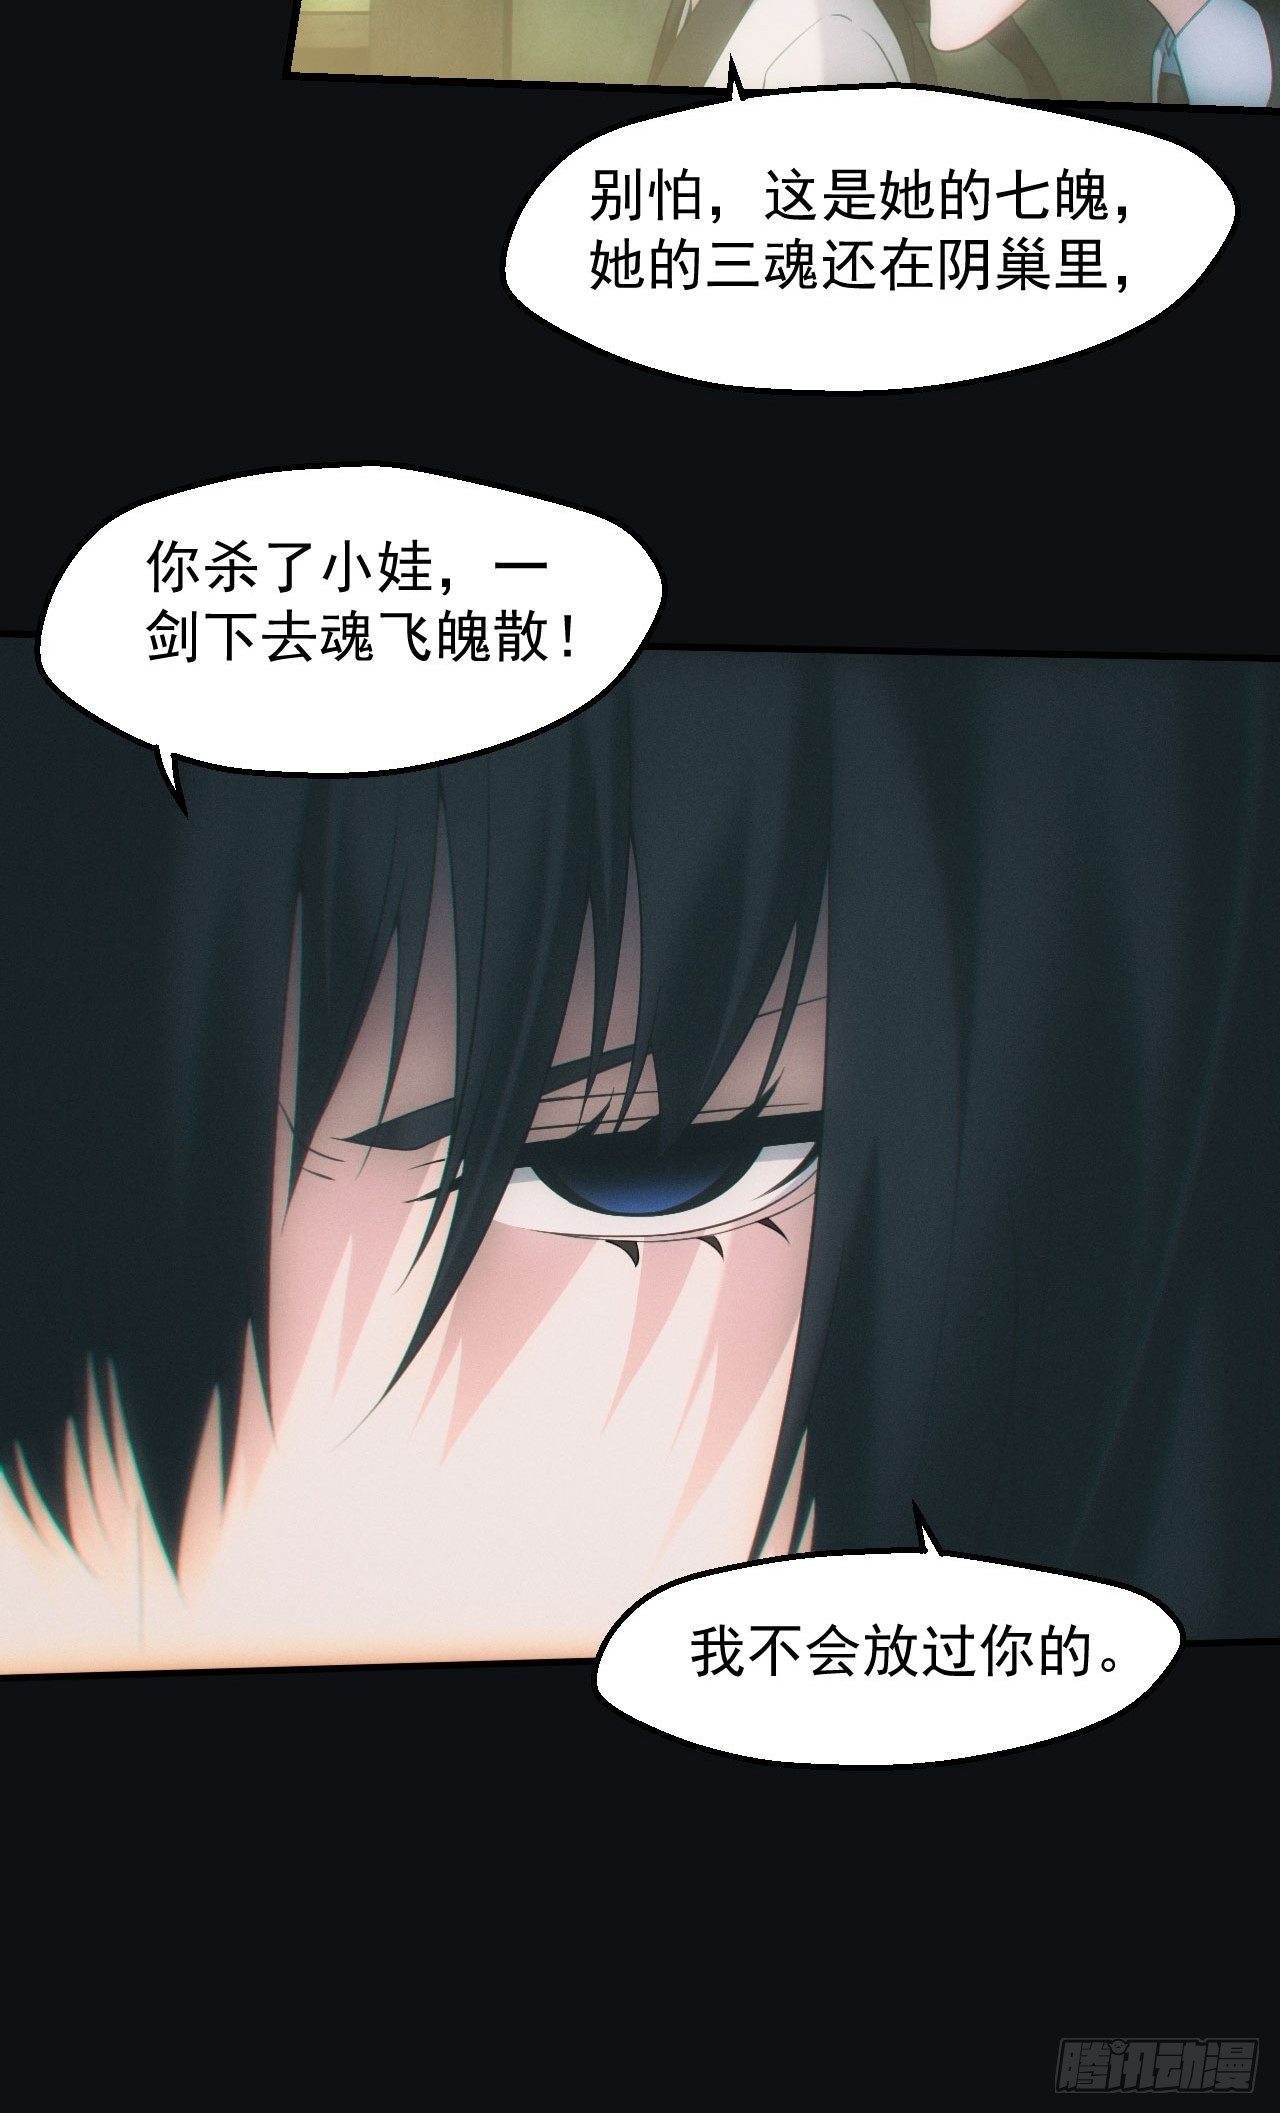 别怕，这是她的七魄，
她的三魂还在阴巢里，
你杀了小娃，一
剑下去魂飞魄散！
我不会放过你的。
腾讯动漫